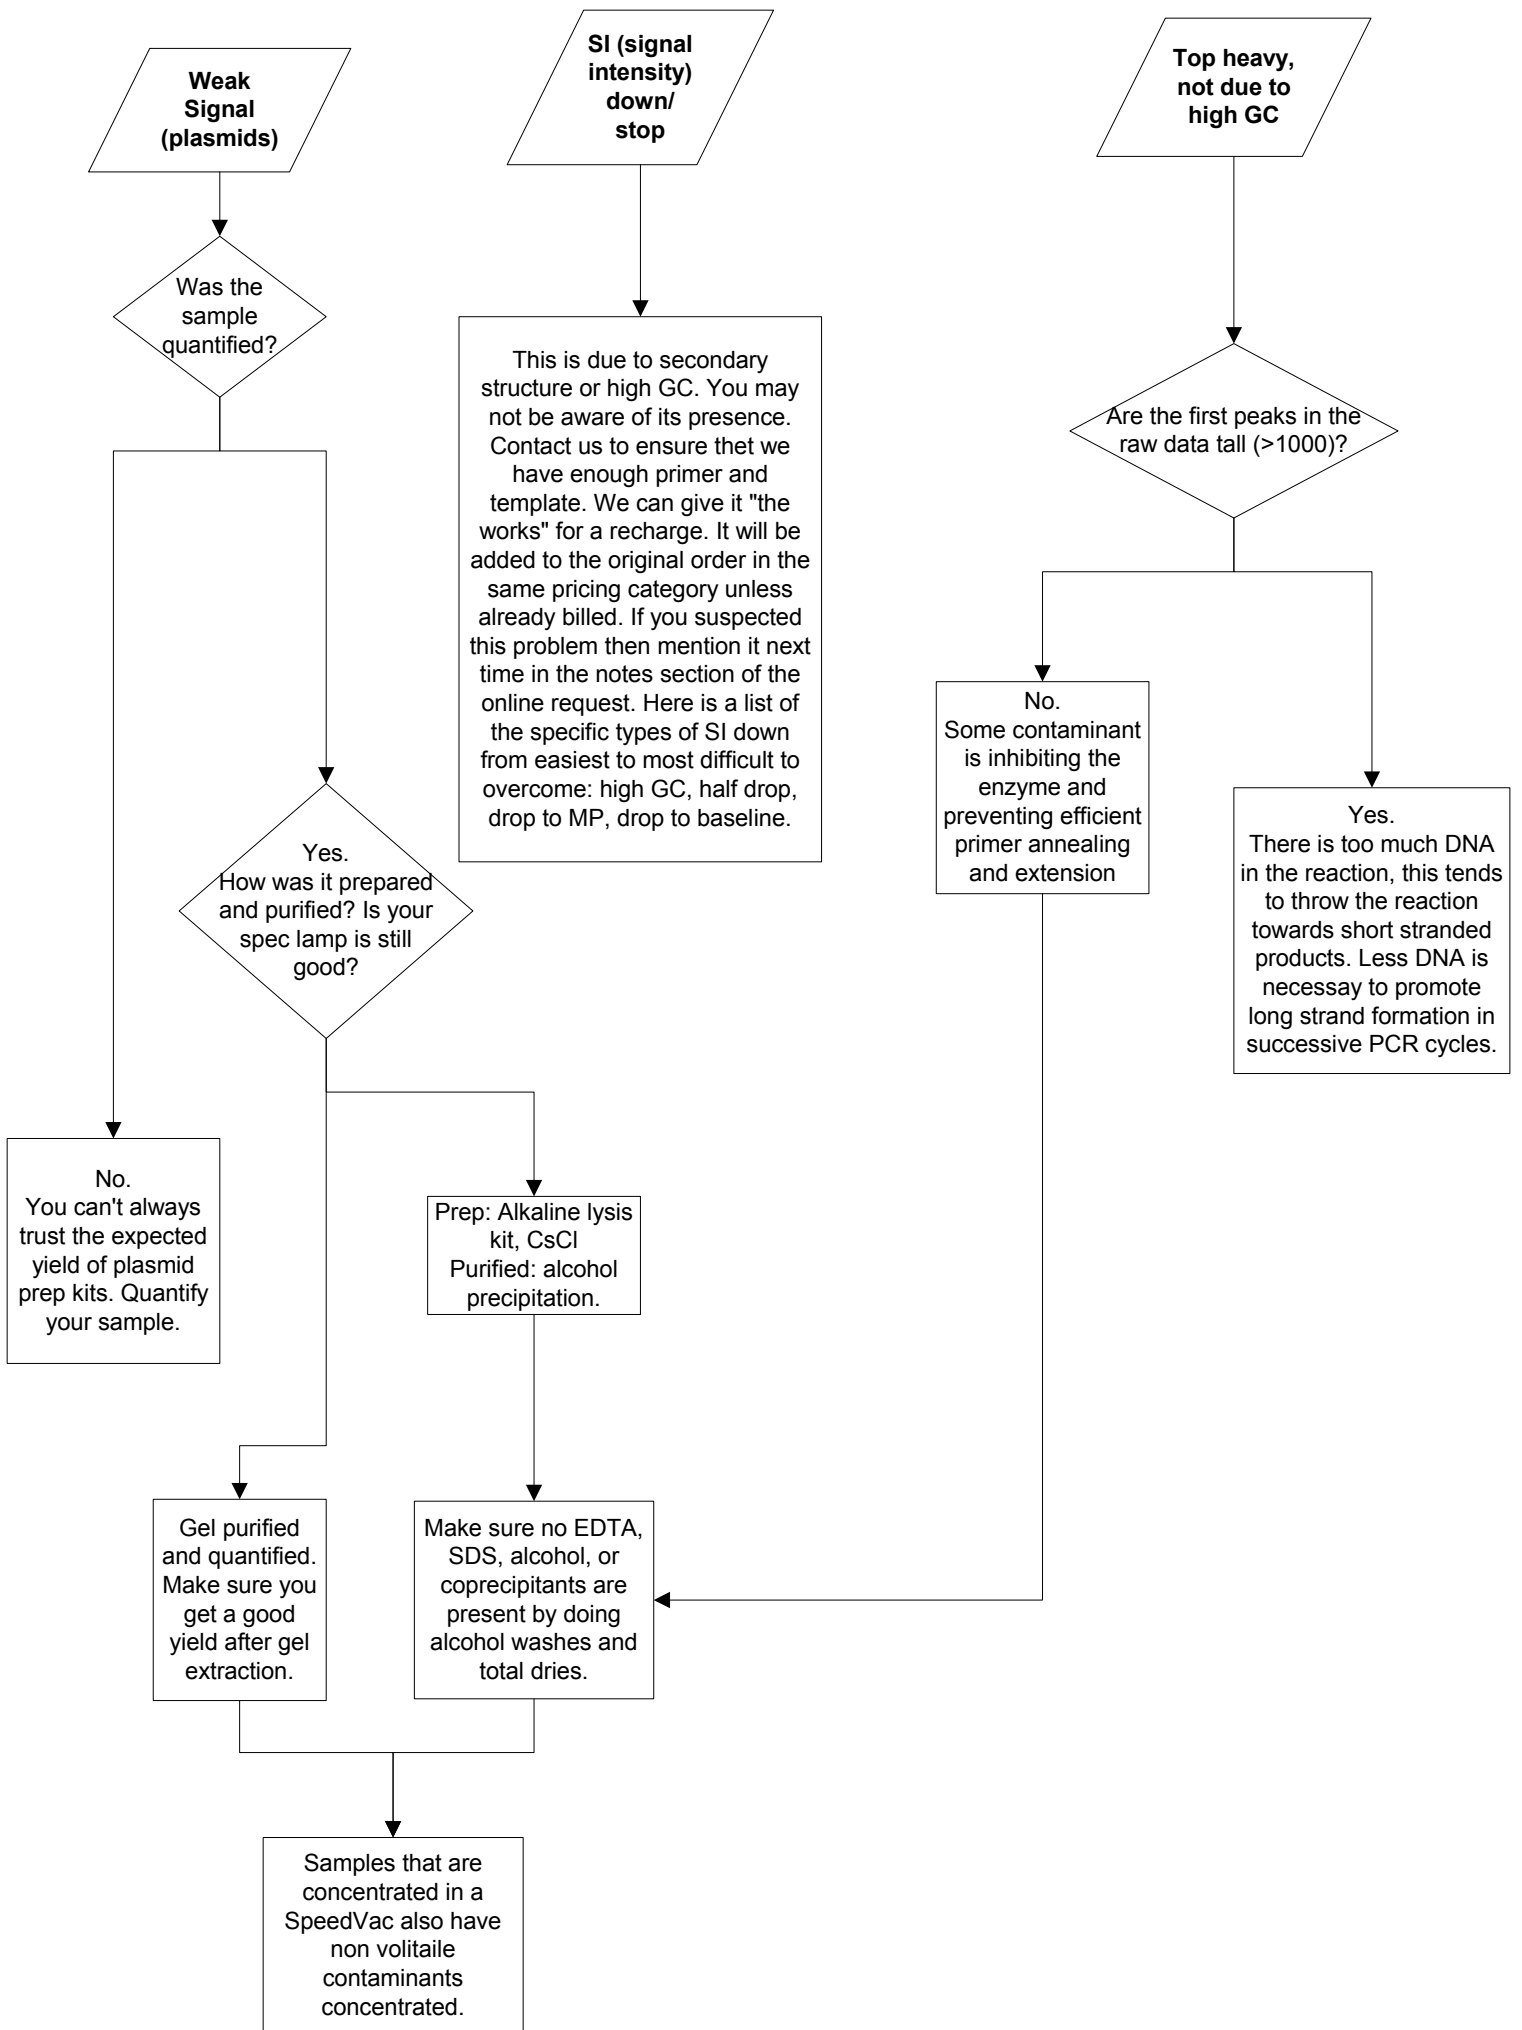 Weak
Signal
(plasmids)
SI (signal
intensity)
down/
stop
Top heavy,
not due to
high GC
Was the
sample
quantified?
This is due to secondary
structure or high GC. You may
not be aware of its presence.
Contact us to ensure thet we
have enough primer and
template. We can give it "the
works" for a recharge. It will be
added to the original order in the
same pricing category unless
already billed. If you suspected
this problem then mention it next
time in the notes section of the
online request. Here is a list of
the specific types of SI down
from easiest to most difficult to
overcome: high GC, half drop,
drop to MP, drop to baseline.
Are the first peaks in the
raw data tall (>1000)?
No.
Some contaminant
is inhibiting the
enzyme and
preventing efficient
primer annealing
and extension
Yes.
There is too much DNA
in the reaction, this tends
to throw the reaction
towards short stranded
products. Less DNA is
necessay to promote
long strand formation in
successive PCR cycles.
Yes.
How was it prepared
and purified? Is your
spec lamp is still
good?
No.
You can't always
trust the expected
yield of plasmid
prep kits. Quantify
your sample.
Prep: Alkaline lysis
kit, CsCl
Purified: alcohol
precipitation.
Gel purified
and quantified.
Make sure you
get a good
yield after gel
extraction.
Make sure no EDTA,
SDS, alcohol, or
coprecipitants are
present by doing
alcohol washes and
total dries.
Samples that are
concentrated in a
SpeedVac also have
non volitaile
contaminants
concentrated.